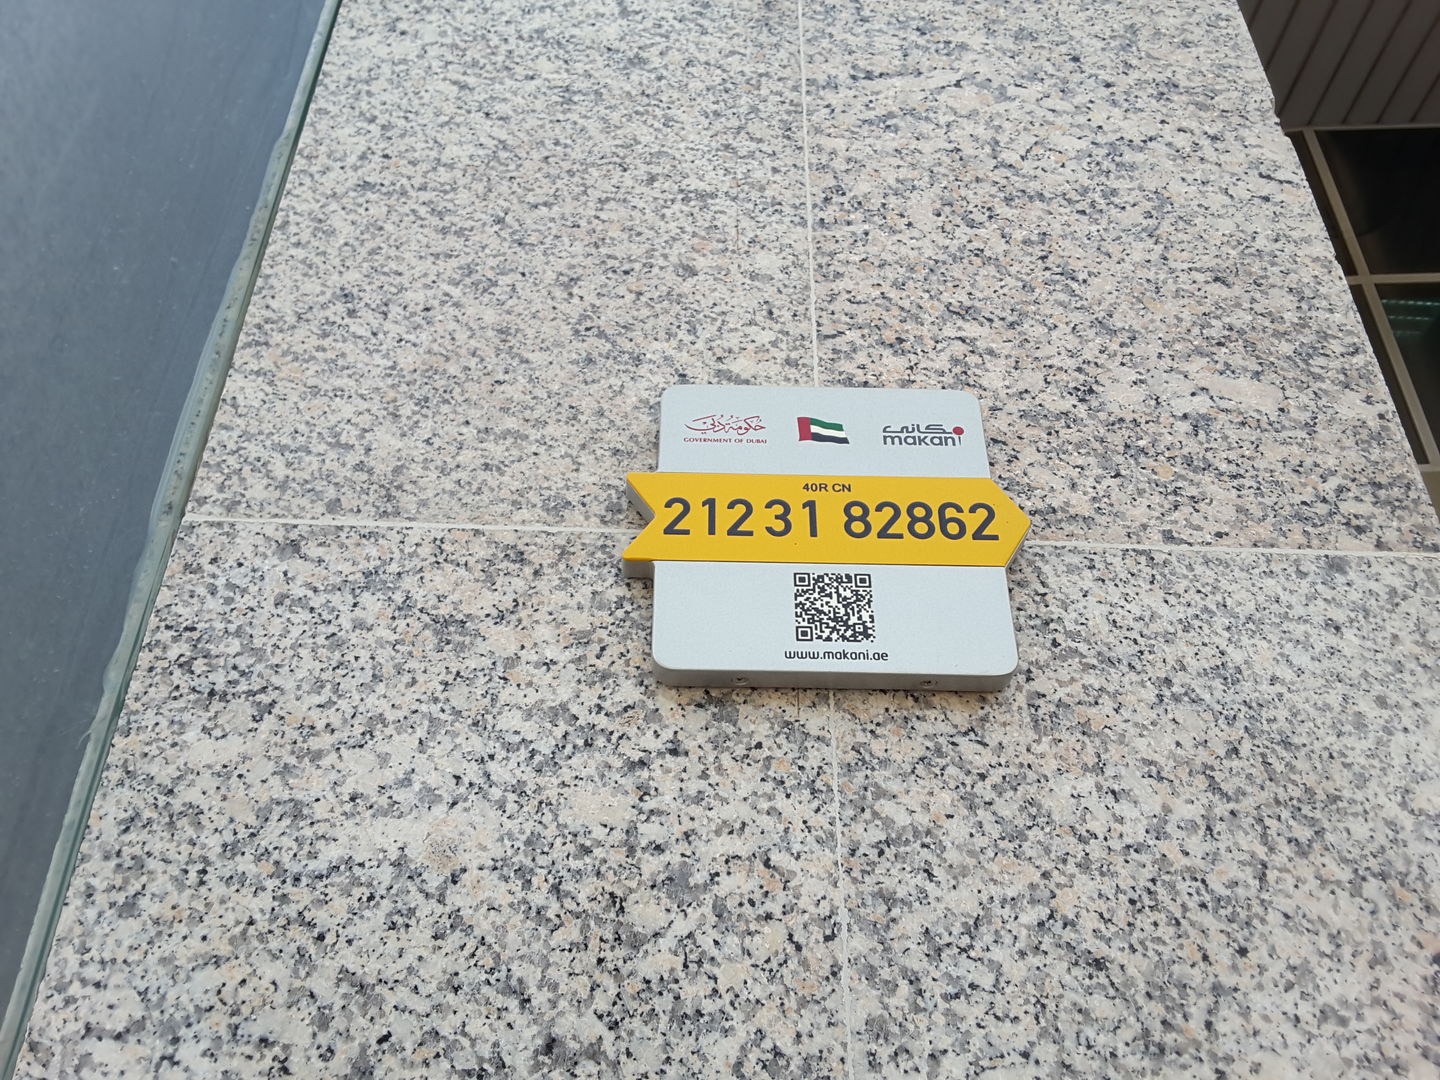 حكومة دبي
GOVERNMENT OF DUBAI
مكاني
makani
40R CN
21231 82862
www.makani.ae